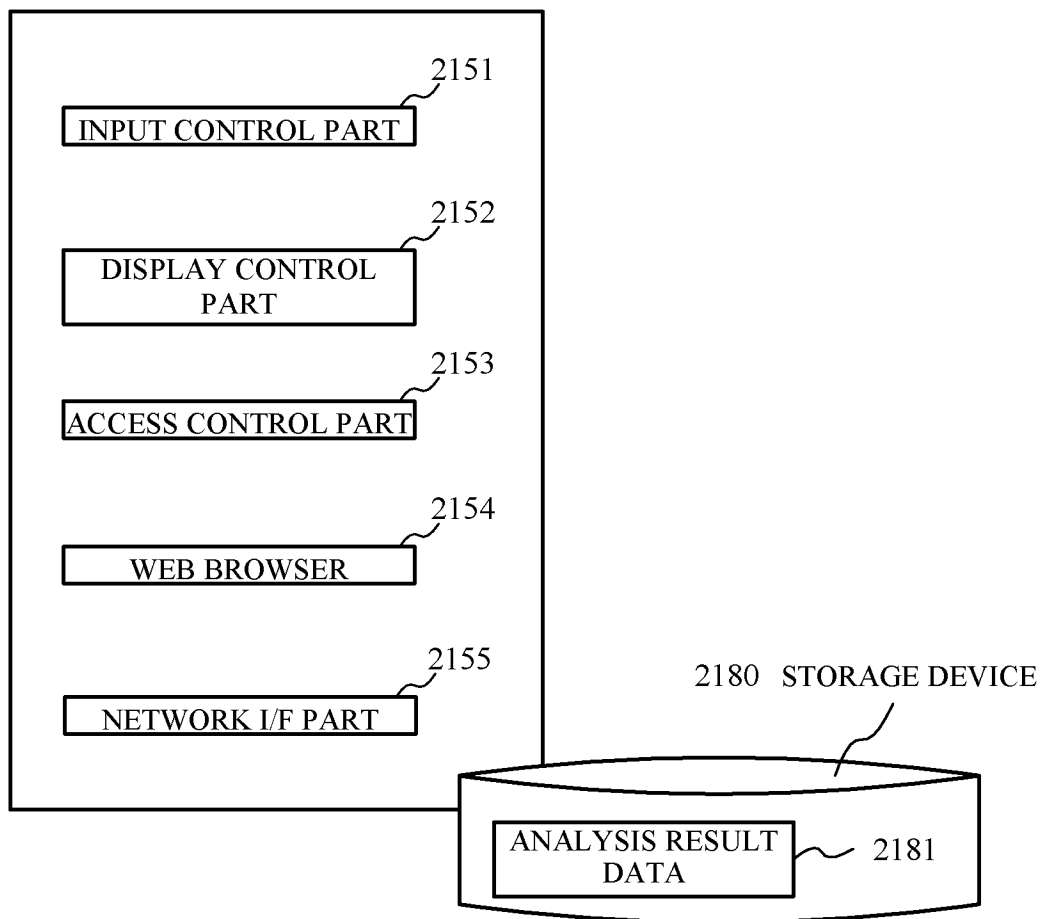 2151
INPUT CONTROL PART
2152
DISPLAY CONTROL
PART
2153
ACCESS CONTROL PART
2154
WEB BROWSER
2155
NETWORK I/F PART
2180 STORAGE DEVICE
ANALYSIS RESULT
DATA
2181